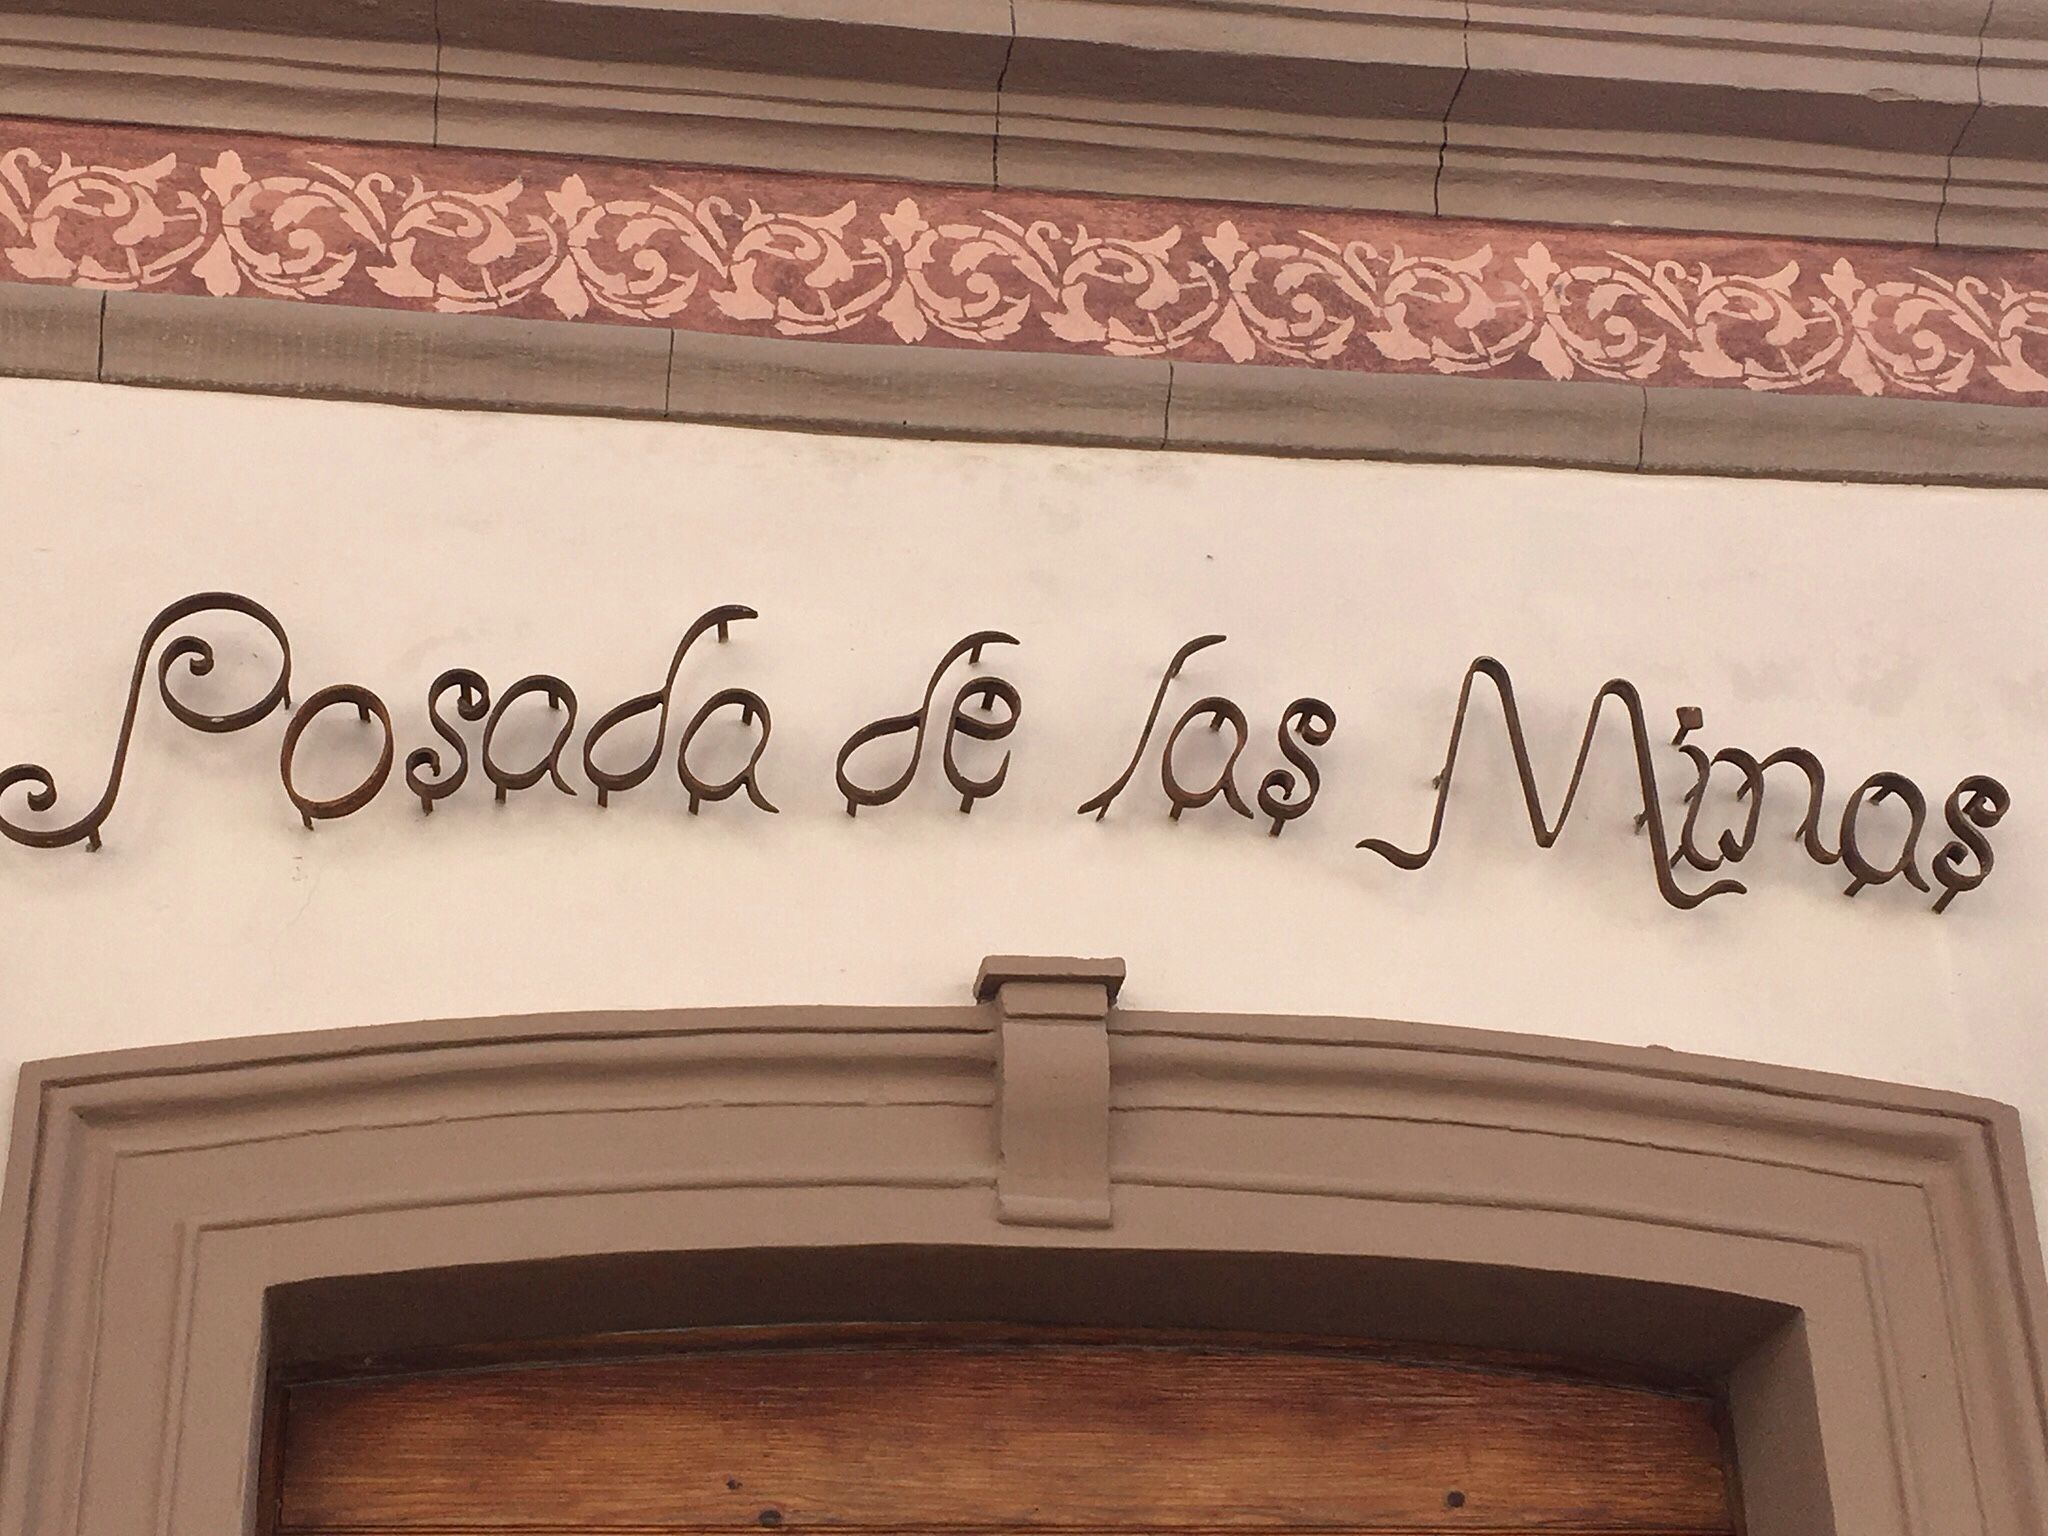 Posada de las Minas